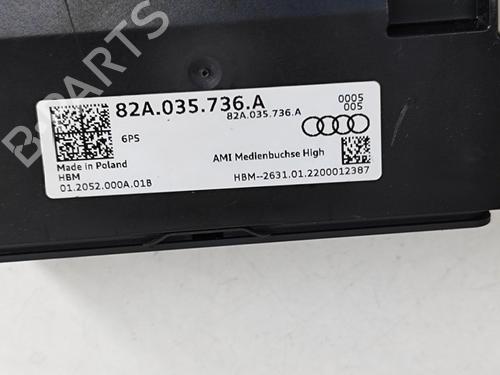 B-PARTS
82A.035.736.A
82A.035.736.A
0005
005
6PS
Made in Poland
HBM
01.2052.000A.01B
AMI Medienbuchse High
HBM--2631.01.2200012387